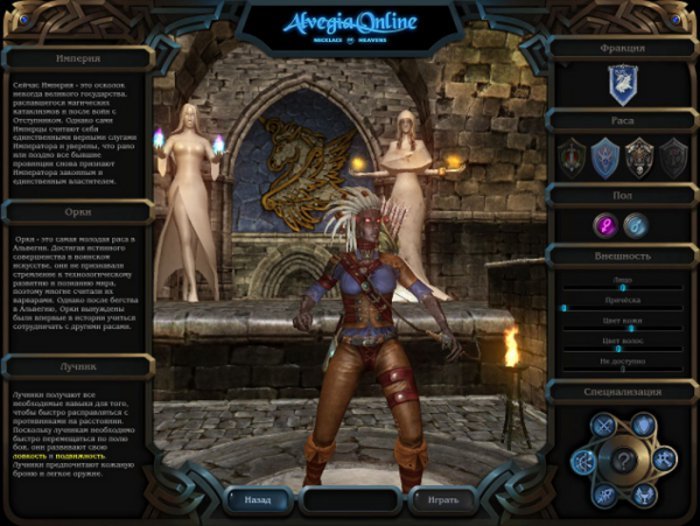 Alvegia Online
NECKLACE OF HEAVENS
Империя
Сейчас Империя - это осколок
некогда великого государства,
распавшегося магических
катаклизмов и после войн с
Отступником. Однако сами
Имперцы считают себя
единственными верными слугами
Императора и уверены, что рано
или поздно все бывшие
провинции снова признают
Императора законным и
единственным властителем.
Орки
Орки - это самая молодая раса в
Альвегии. Достигая истинного
совершенства в воинском
искусстве, они не признавали
стремление к технологическому
развитию и познанию мира,
поэтому многие считали их
варварами. Однако после бегства
в Альвегию, Орки вынуждены
были впервые в истории учиться
сотрудничать с другими расами.
Лучник
Лучники получают все
необходимые навыки для того,
чтобы быстро расправляться с
противниками на расстоянии.
Поскольку лучникам необходимо
быстро перемещаться по полю
боя, они развивают свою
ловкость и подвижность.
Лучники предпочитают кожаную
броню и легкое оружие.
Фракция
Раса
Пол
Внешность
Лицо
Причёска
Цвет кожи
Цвет волос
Не доступно
Специализация
Назад
Играть